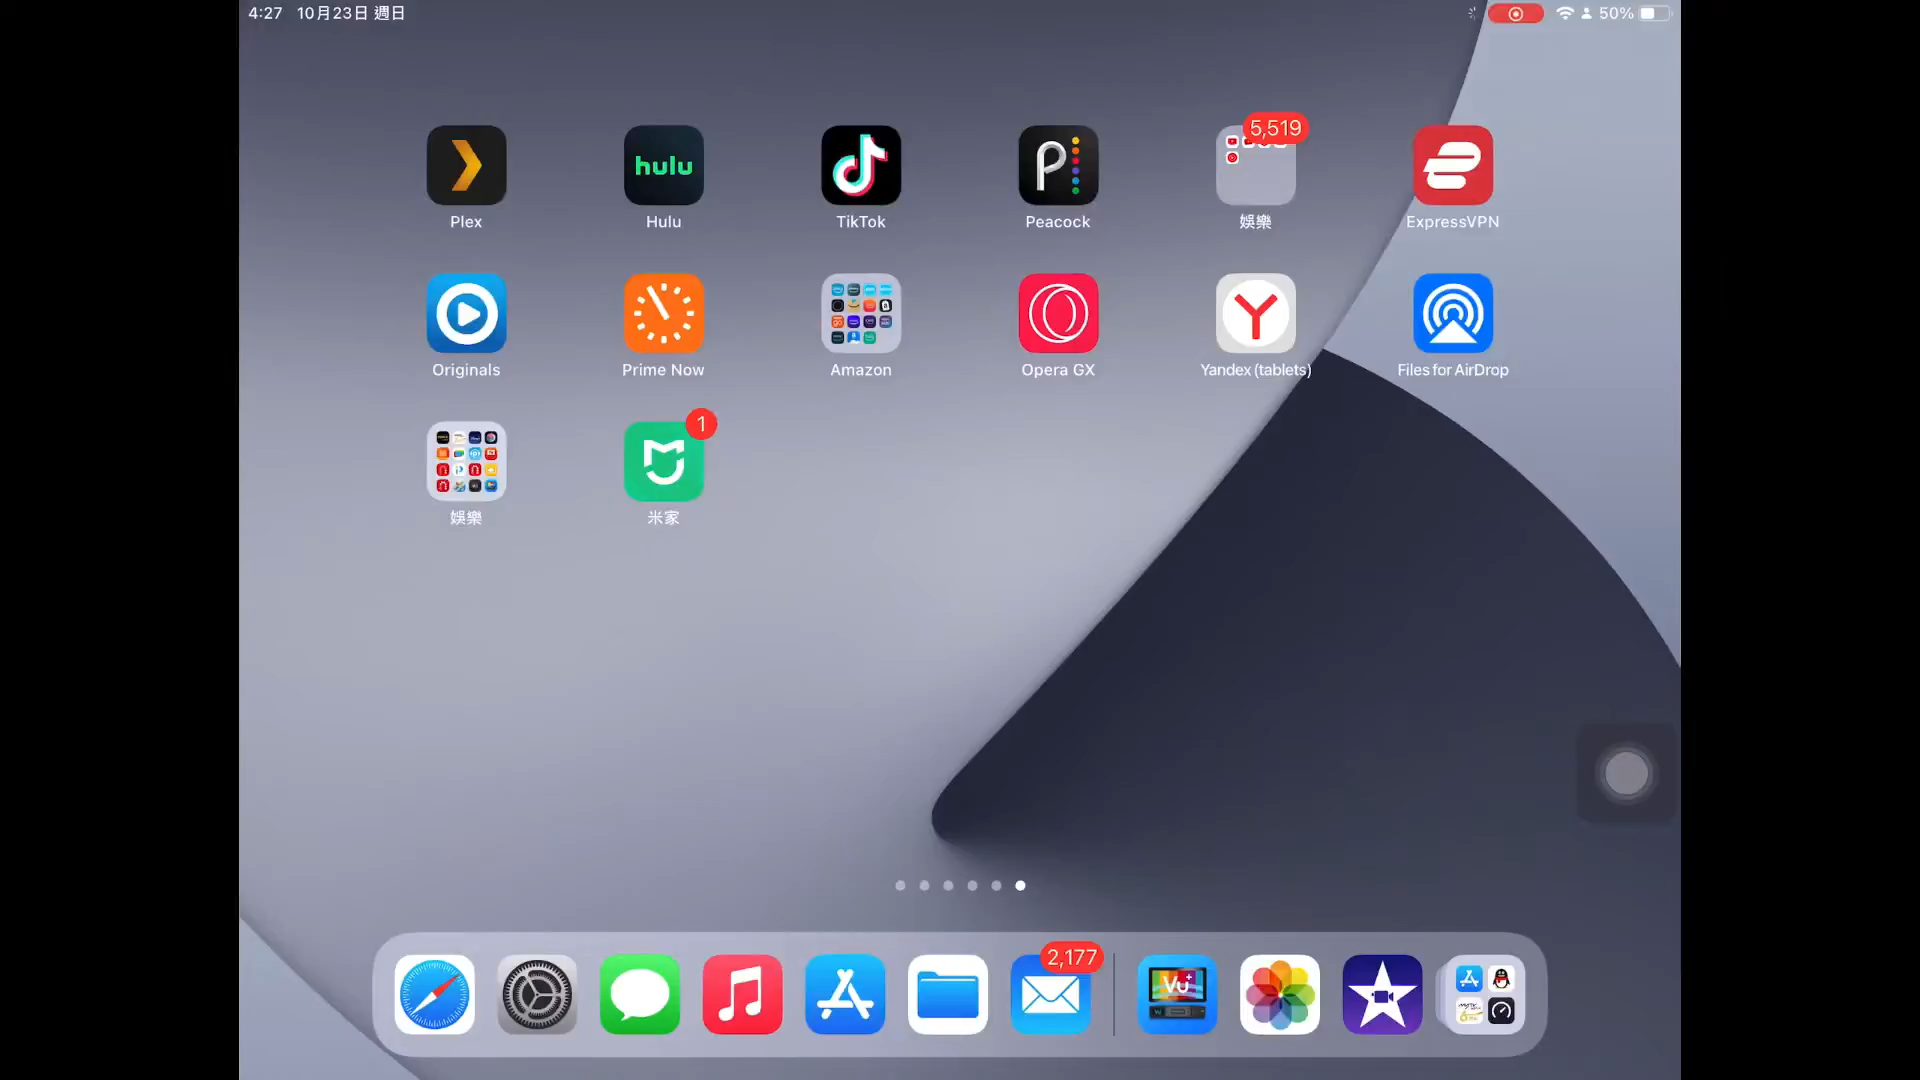 4:27 10月23日 週日
50%
5,519
hulu
Plex
Hulu
TikTok
Peacock
娛樂
ExpressVPN
Originals
Prime Now
Amazon
Opera GX
Yandex (tablets)
Files for AirDrop
1
娛樂
米家
2,177
Vu+